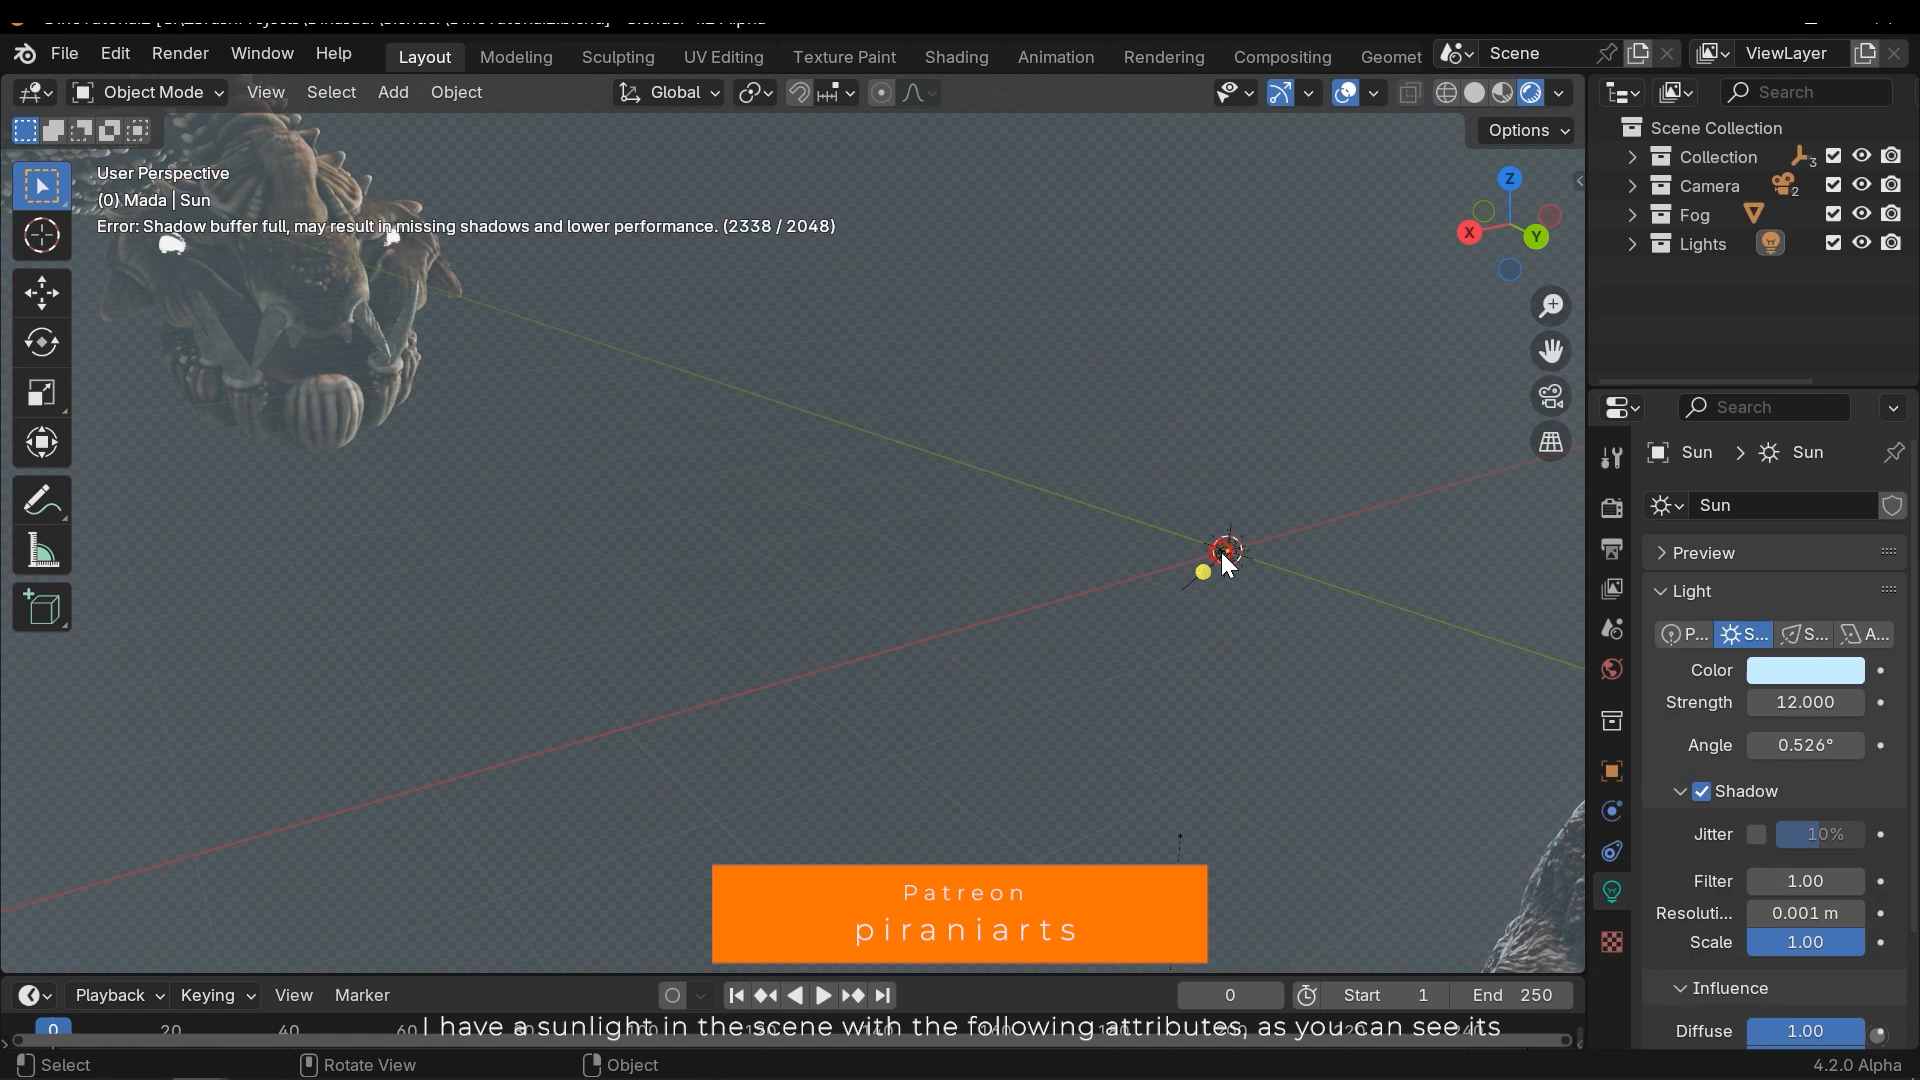 File Edit Render Window Help Layout Modeling Sculpting UV Editing Texture Paint Shading Animation Rendering Compositing Geomet Scene ViewLayer
Object Mode View Select Add Object Global Search
Options
Scene Collection
Collection 3
Camera 2
Fog
Lights
User Perspective
(0) Mada | Sun
Error: Shadow buffer full, may result in missing shadows and lower performance. (2338 / 2048)
Z
X
Y
Search
Sun > Sun
Sun
Preview
Light
P... S... S... A...
Color
Strength 12.000
Angle 0.526°
Shadow
Jitter 10%
Filter 1.00
Resoluti... 0.001 m
Scale 1.00
Influence
Diffuse 1.00
Patreon
piraniarts
Playback Keying View Marker 0 Start 1 End 250
0 20 40 60
I have a sunlight in the scene with the following attributes, as you can see its
Select Rotate View Object 4.2.0 Alpha